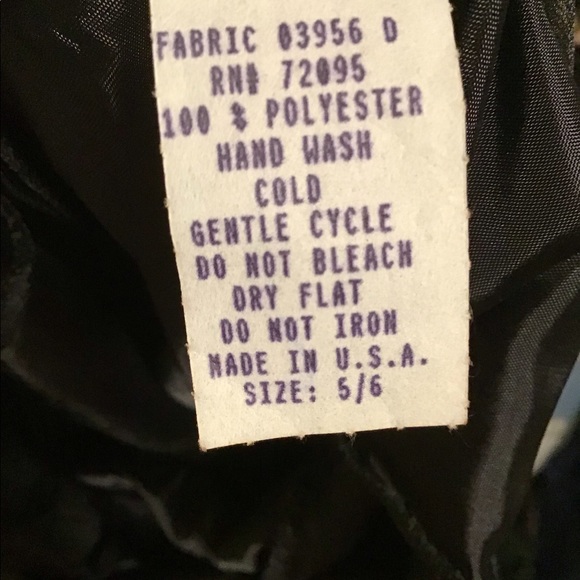 FABRIC 03956 D
RN# 72095
100 % POLYESTER
HAND WASH
COLD
GENTLE CYCLE
DO NOT BLEACH
DRY FLAT
DO NOT IRON
MADE IN U.S.A.
SIZE: 5/6